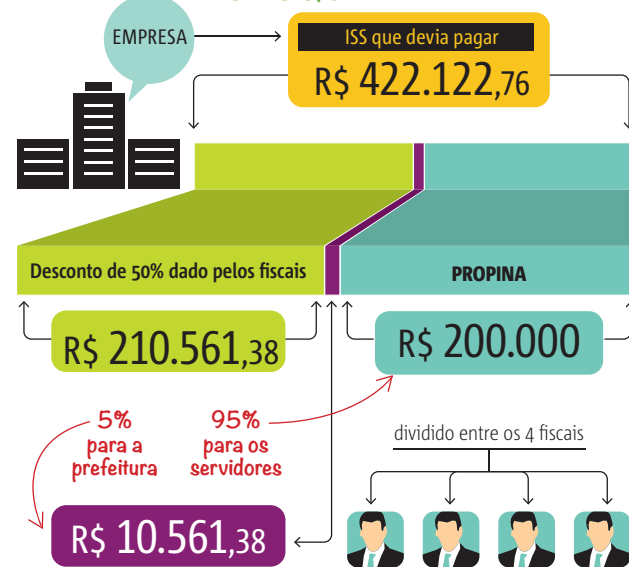 EMPRESA
ISS que devia pagar
R$ 422.122,76
Desconto de 50% dado pelos fiscais
PROPINA
R$ 210.561,38
R$ 200.000
5%
para a
prefeitura
95%
para os
servidores
dividido entre os 4 fiscais
R$ 10.561,38